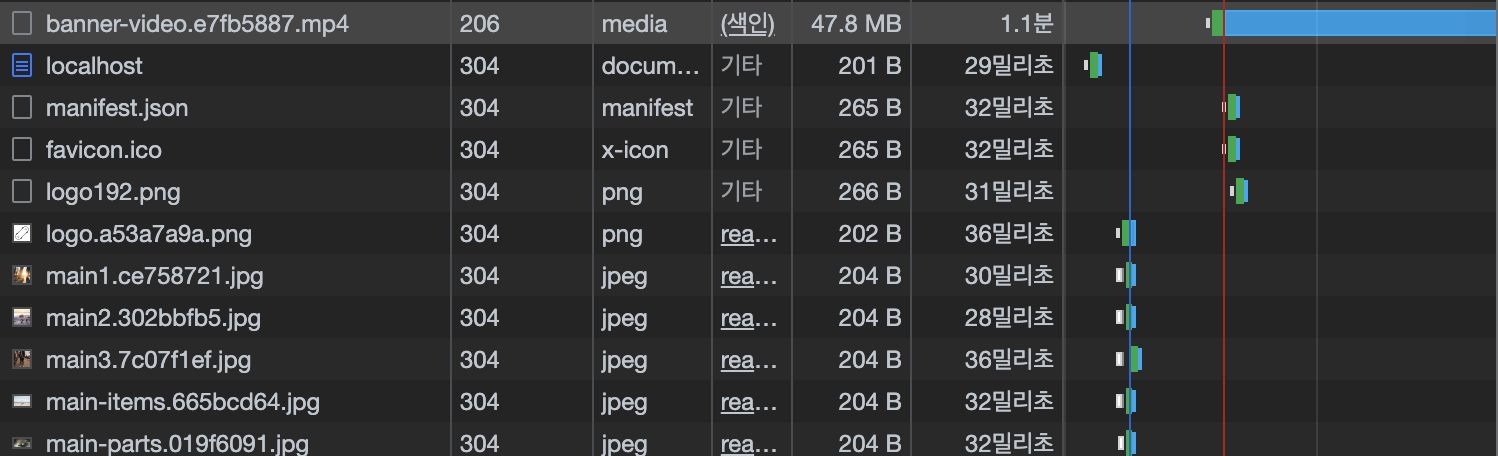 banner-video.e7fb5887.mp4 206 media (색인) 47.8 MB 1.1분
localhost 304 docum... 기타 201 B 29밀리초
manifest.json 304 manifest 기타 265 B 32밀리초
favicon.ico 304 x-icon 기타 265 B 32밀리초
logo192.png 304 png 기타 266 B 31밀리초
logo.a53a7a9a.png 304 png rea... 202 B 36밀리초
main1.ce758721.jpg 304 jpeg rea... 204 B 30밀리초
main2.302bbfb5.jpg 304 jpeg rea... 204 B 28밀리초
main3.7c07f1ef.jpg 304 jpeg rea... 204 B 36밀리초
main-items.665bcd64.jpg 304 jpeg rea... 204 B 32밀리초
main-parts.019f6091.jpg 304 jpeg rea... 204 B 32밀리초